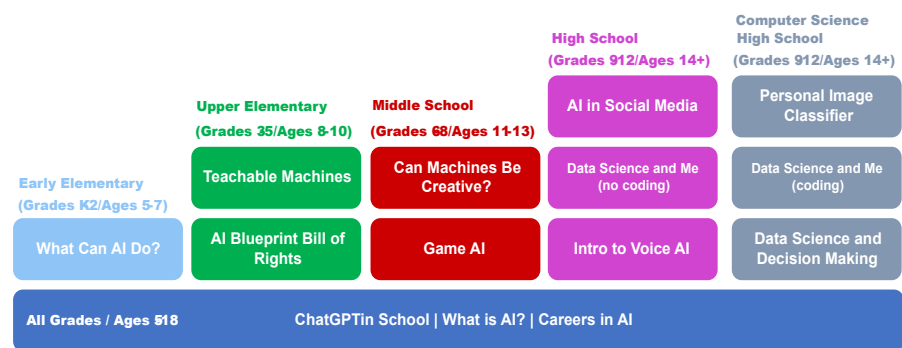 Early Elementary
(Grades K2/Ages 5-7)
What Can AI Do?
Upper Elementary
(Grades 35/Ages 8-10)
Teachable Machines
AI Blueprint Bill of
Rights
Middle School
(Grades 68/Ages 11-13)
Can Machines Be
Creative?
Game AI
High School
(Grades 912/Ages 14+)
AI in Social Media
Data Science and Me
(no coding)
Intro to Voice AI
Computer Science
High School
(Grades 912/Ages 14+)
Personal Image
Classifier
Data Science and Me
(coding)
Data Science and
Decision Making
All Grades / Ages 518
ChatGPTin School | What is AI? | Careers in AI